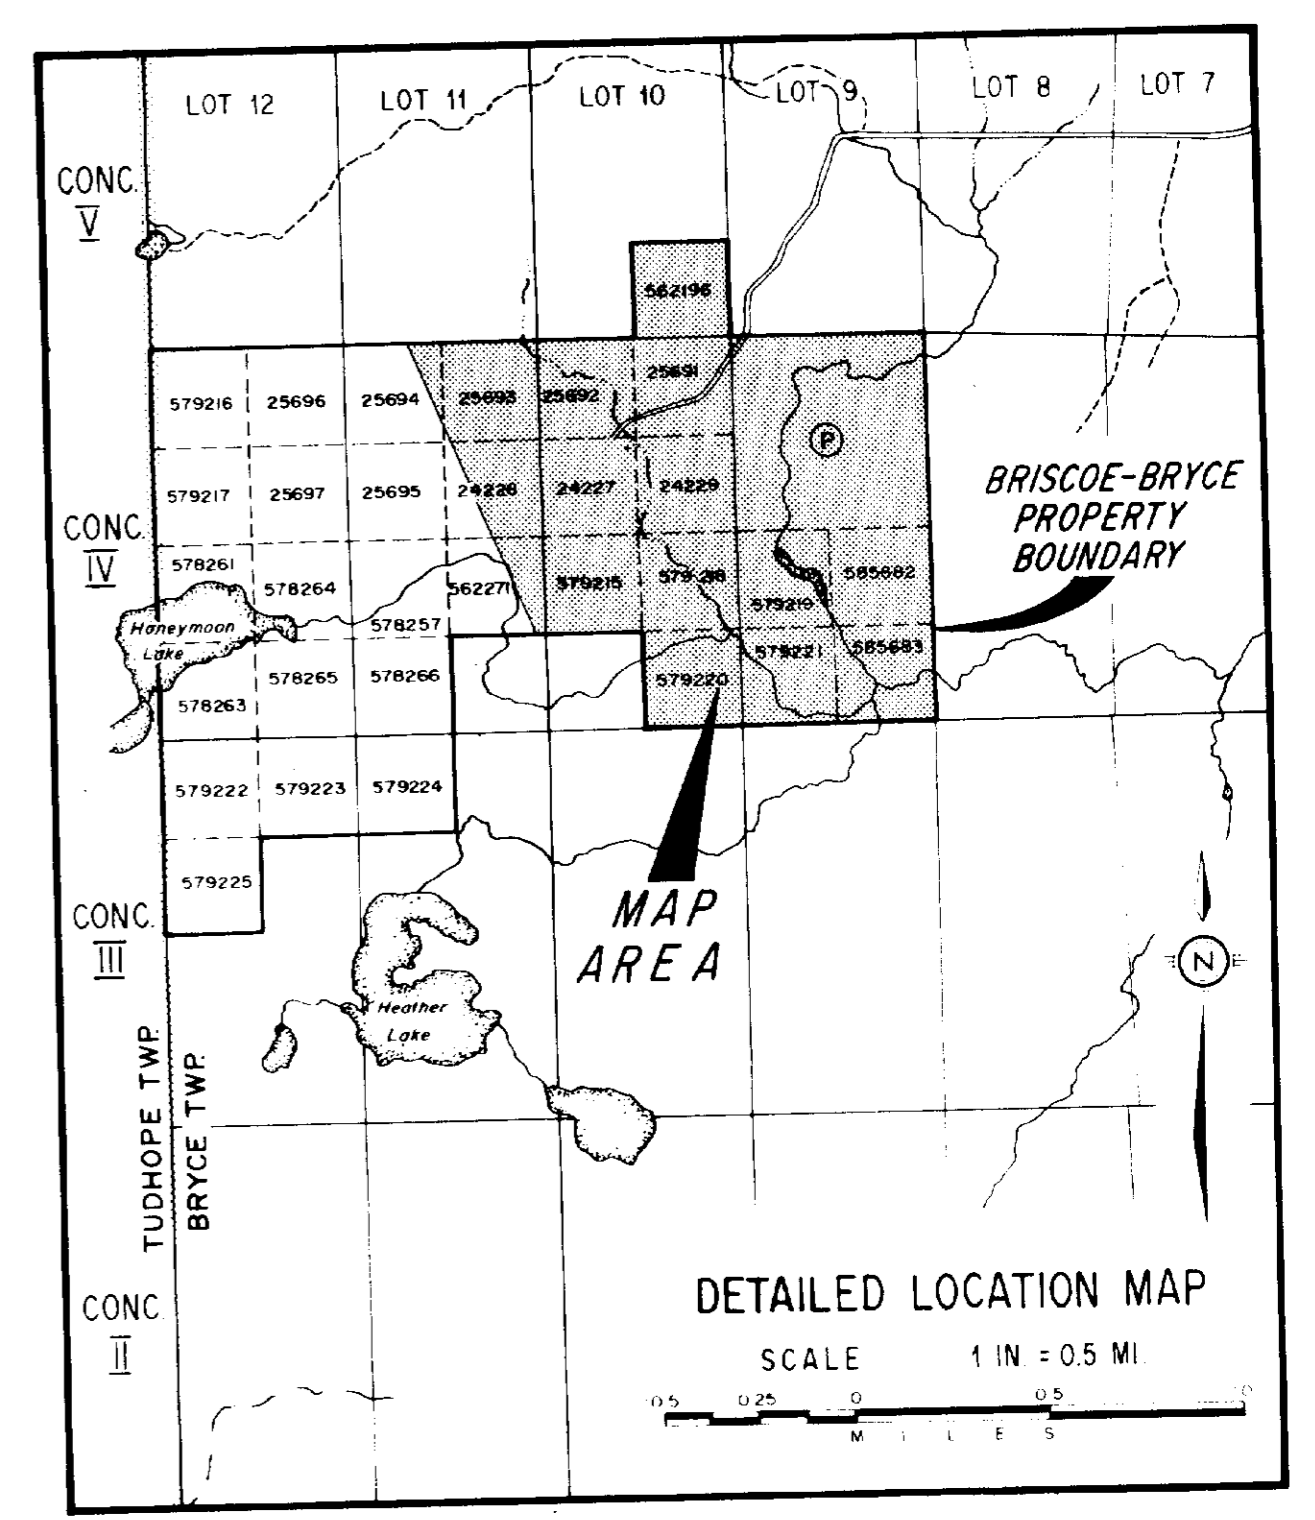 LOT 12
LOT 11
LOT 10
LOT 9
LOT 8
LOT 7
CONC.
V
562196
25691
579216
25696
25694
25693
25692
P
579217
25697
25695
24227
BRISCOE-BRYCE
PROPERTY
BOUNDARY
CONC.
IV
578261
578264
562271
579215
585682
579219
Honeymoon
Lake
578257
579221
585683
578265
578266
579220
578263
579222
579223
579224
579225
MAP
AREA
CONC.
III
N
Heather
Lake
TUDHOPE TWP.
BRYCE TWP.
CONC.
II
DETAILED LOCATION MAP
SCALE 1 IN. = 0.5 MI.
0.5 0.25 0 0.5
MILES